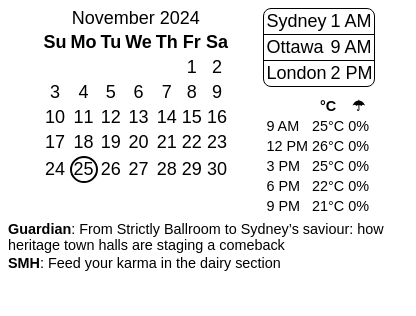 November 2024
Su Mo Tu We Th Fr Sa
1 2
3 4 5 6 7 8 9
10 11 12 13 14 15 16
17 18 19 20 21 22 23
24 25 26 27 28 29 30
Sydney 1 AM
Ottawa 9 AM
London 2 PM
°C ☂
9 AM 25°C 0%
12 PM 26°C 0%
3 PM 25°C 0%
6 PM 22°C 0%
9 PM 21°C 0%
Guardian: From Strictly Ballroom to Sydney’s saviour: how
heritage town halls are staging a comeback
SMH: Feed your karma in the dairy section